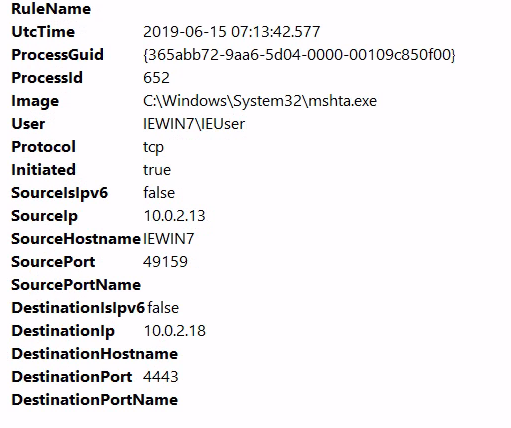 RuleName
UtcTime 2019-06-15 07:13:42.577
ProcessGuid {365abb72-9aa6-5d04-0000-00109c850f00}
ProcessId 652
Image C:\Windows\System32\mshta.exe
User IEWIN7\IEUser
Protocol tcp
Initiated true
SourceIsIpv6 false
SourceIp 10.0.2.13
SourceHostname IEWIN7
SourcePort 49159
SourcePortName
DestinationIsIpv6 false
DestinationIp 10.0.2.18
DestinationHostname
DestinationPort 4443
DestinationPortName